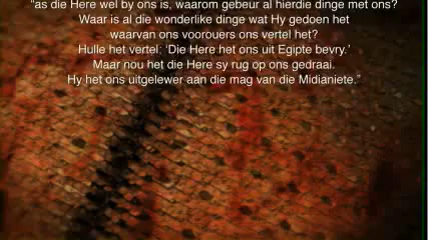 "as die Here wel by ons is, waarom gebeur al hierdie dinge met ons?
Waar is al die wonderlike dinge wat Hy gedoen het
waarvan ons voorouers ons vertel het?
Hulle het vertel: 'Die Here het ons uit Egipte bevry.'
Maar nou het die Here sy rug op ons gedraai.
Hy het ons uitgelewer aan die mag van die Midianiete."